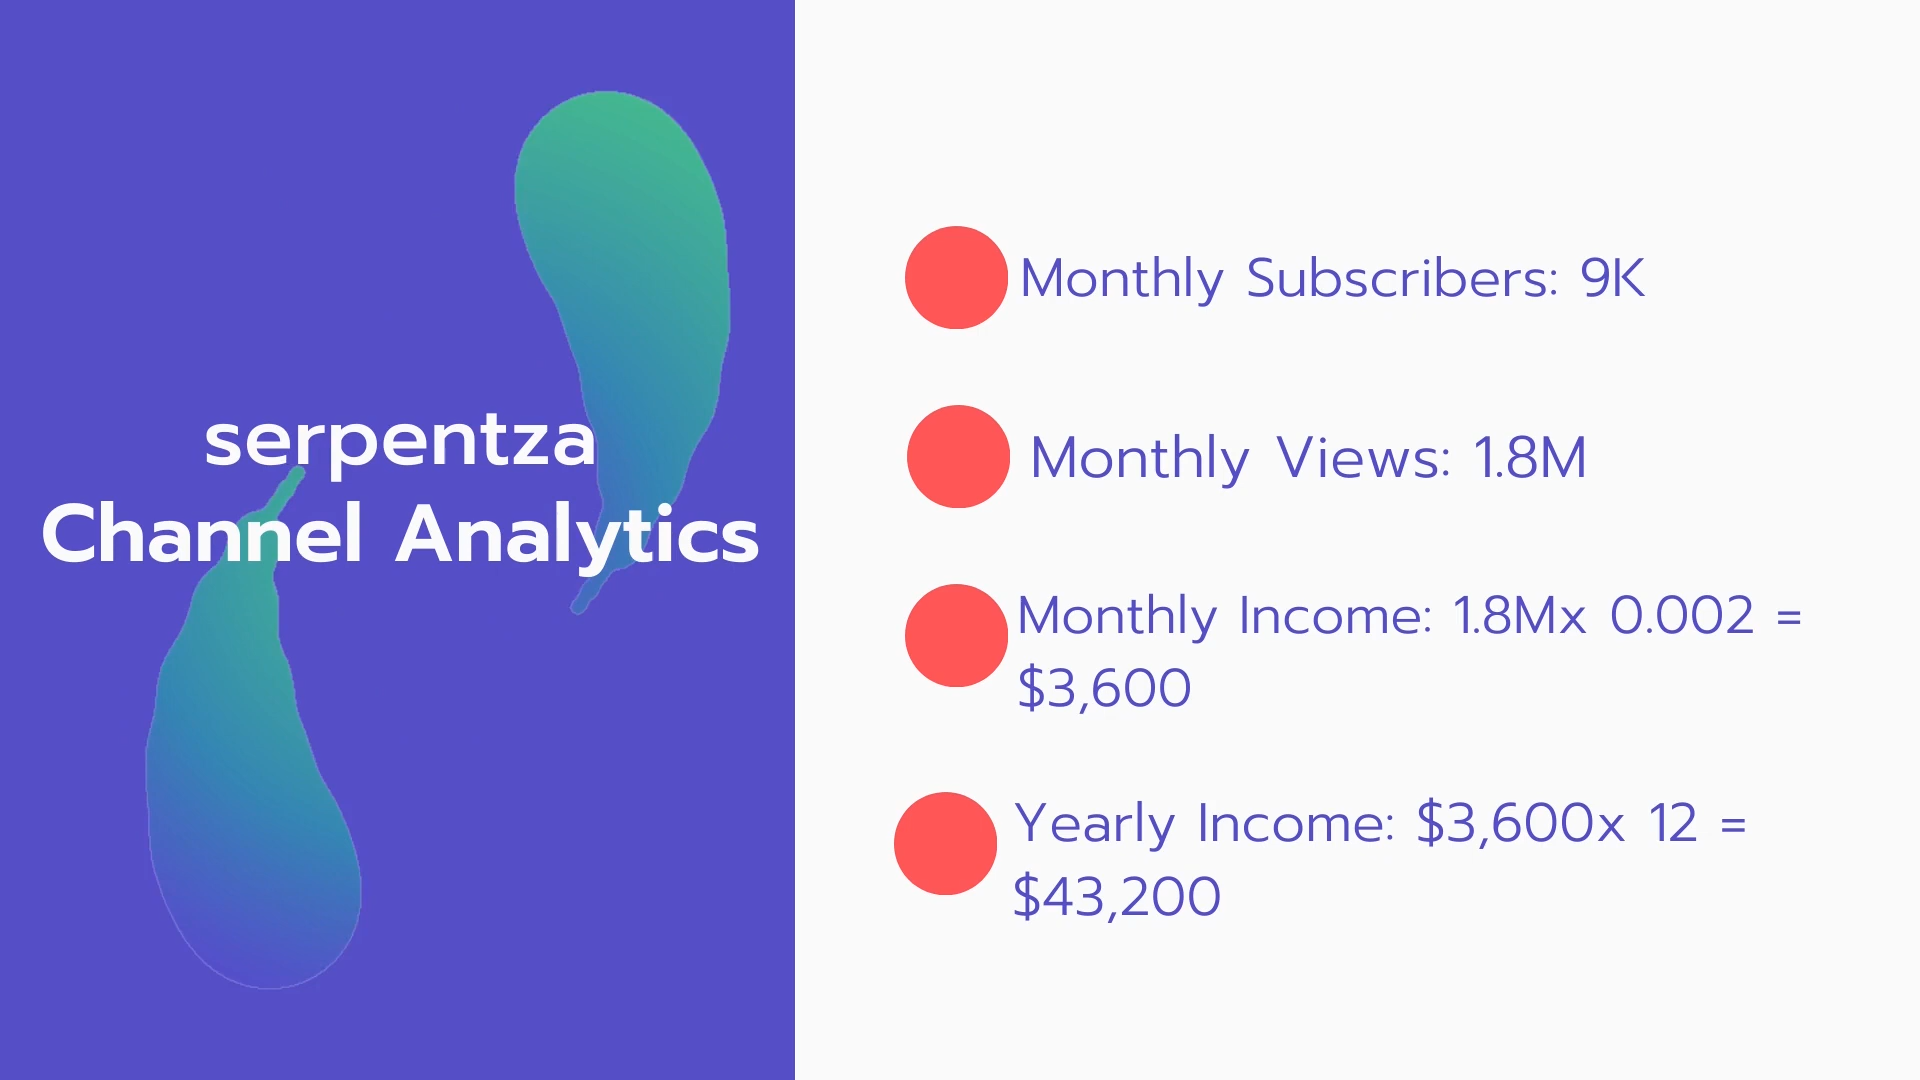 serpentza
Channel Analytics
Monthly Subscribers: 9K
Monthly Views: 1.8M
Monthly Income: 1.8Mx 0.002 =
$3,600
Yearly Income: $3,600x 12 =
$43,200